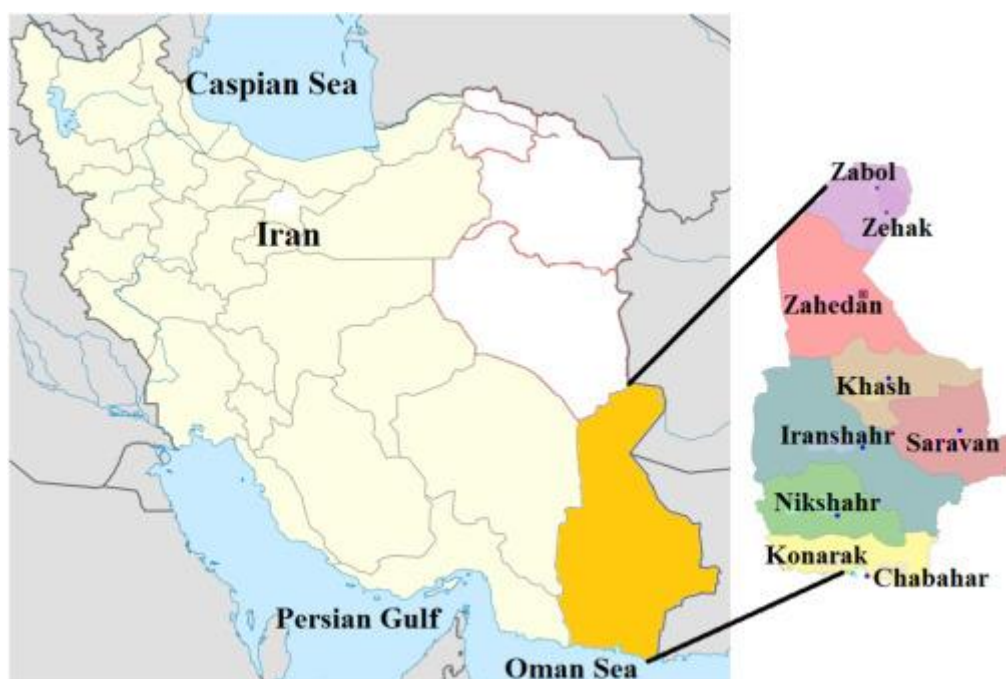 Caspian Sea
Iran
Persian Gulf
Oman Sea
Zabol
Zehak
Zahedan
Khash
Iranshahr
Saravan
Nikshahr
Konarak
Chabahar